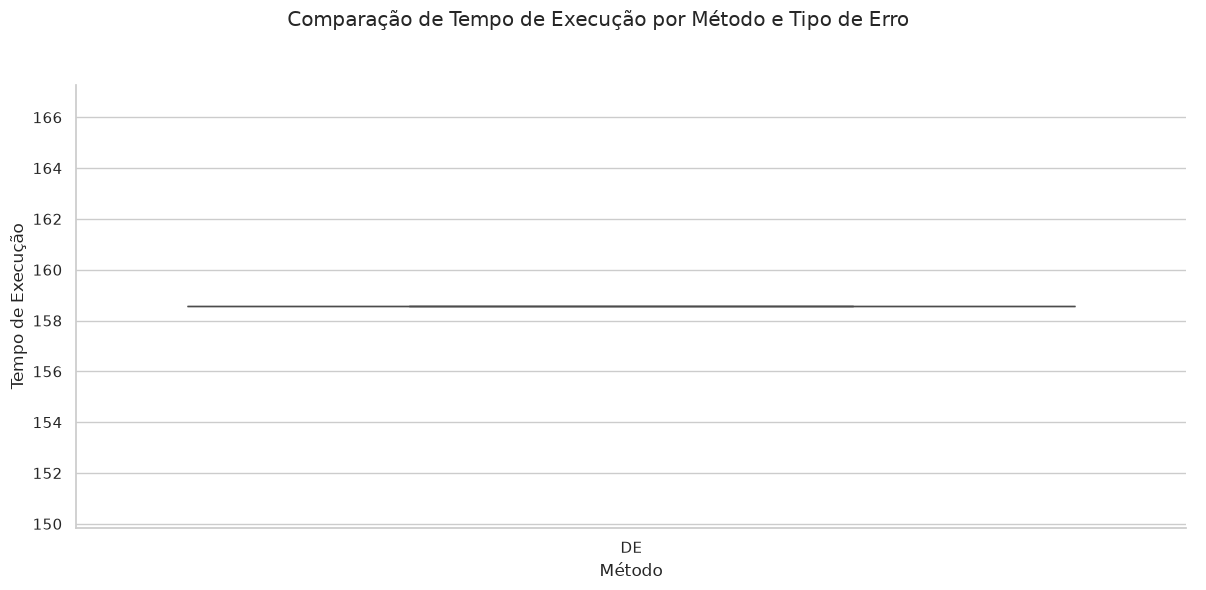 Comparação de Tempo de Execução por Método e Tipo de Erro
Tempo de Execução
166
164
162
160
158
156
154
152
150
DE
Método